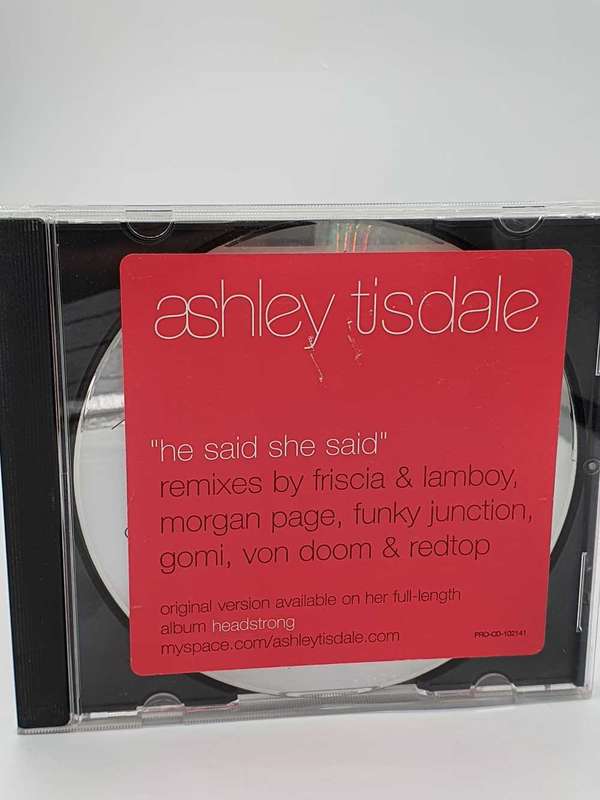 ashley tisdale
"he said she said"
remixes by friscia & lamboy,
morgan page, funky junction,
gomi, von doom & redtop
original version available on her full-length
album headstrong
myspace.com/ashleytisdale.com
PRO-CD-102141